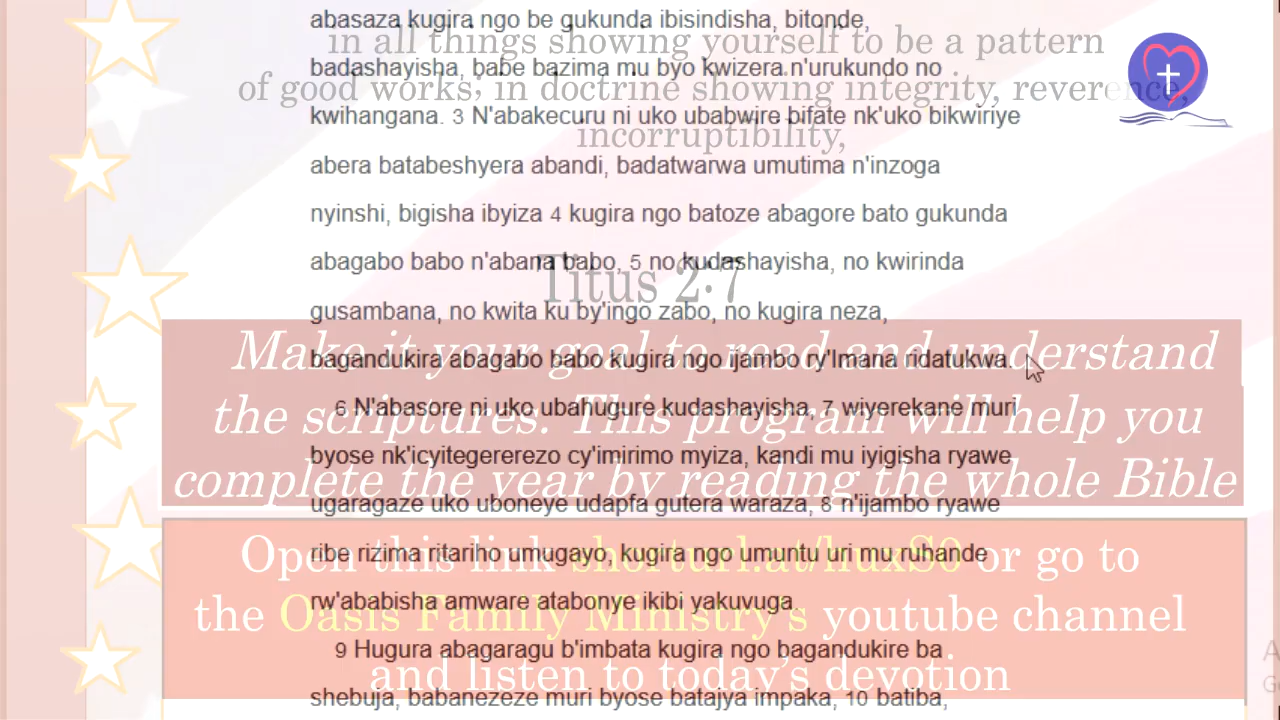 abasaza kugira ngo be gukunda ibisindisha, bitonde,
badashayisha, babe bazima mu byo kwizera n'urukundo no
kwihangana. 3 N'abakecuru ni uko ubabwire bifate nk'uko bikwiriye
abera batabeshyera abandi, badatwarwa umutima n'inzoga
nyinshi, bigisha ibyiza 4 kugira ngo batoze abagore bato gukunda
abagabo babo n'abana babo, 5 no kudashayisha, no kwirinda
gusambana, no kwita ku by'ingo zabo, no kugira neza,
bagandukira abagabo babo kugira ngo ijambo ry'Imana ridatukwa.
6 N'abasore ni uko ubahugure kudashayisha, 7 wiyerekane muri
byose nk'icyitegererezo cy'imirimo myiza, kandi mu iyigisha ryawe
ugaragaze uko uboneye udapfa gutera waraza, 8 n'ijambo ryawe
ribe rizima ritariho umugayo, kugira ngo umuntu uri mu ruhande
rw'ababisha amware atabonye ikibi yakuvuga.
9 Hugura abagaragu b'imbata kugira ngo bagandukire ba
shebuja, babanezeze muri byose batajya impaka, 10 batiba,
in all things showing yourself to be a pattern
of good works; in doctrine showing integrity, reverence,
incorruptibility,
Titus 2:7
Make it your goal to read and understand
the scriptures. This program will help you
complete the year by reading the whole Bible
Open this link shorturl.at/huxS0 or go to
the Oasis Family Ministry's youtube channel
and listen to today's devotion